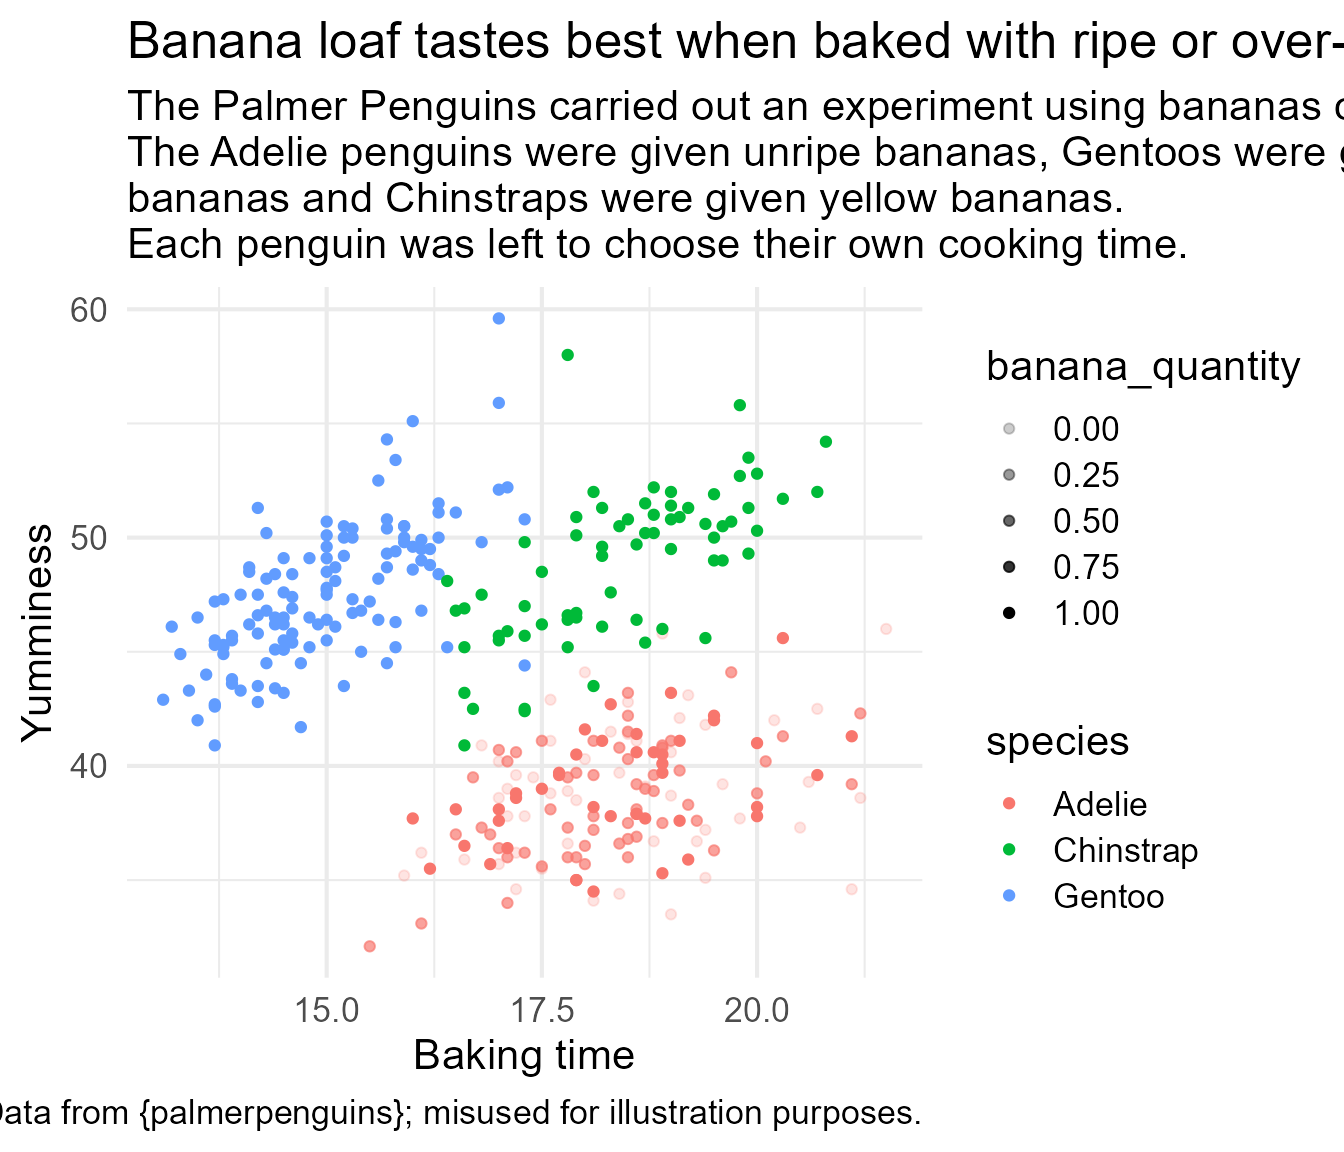 Banana loaf tastes best when baked with ripe or over-
The Palmer Penguins carried out an experiment using bananas
The Adelie penguins were given unripe bananas, Gentoos were
bananas and Chinstraps were given yellow bananas.
Each penguin was left to choose their own cooking time.
60
50
40
Yumminess
15.0
17.5
20.0
Baking time
banana_quantity
0.00
0.25
0.50
0.75
1.00
species
Adelie
Chinstrap
Gentoo
from {palmerpenguins}; misused for illustration purposes.